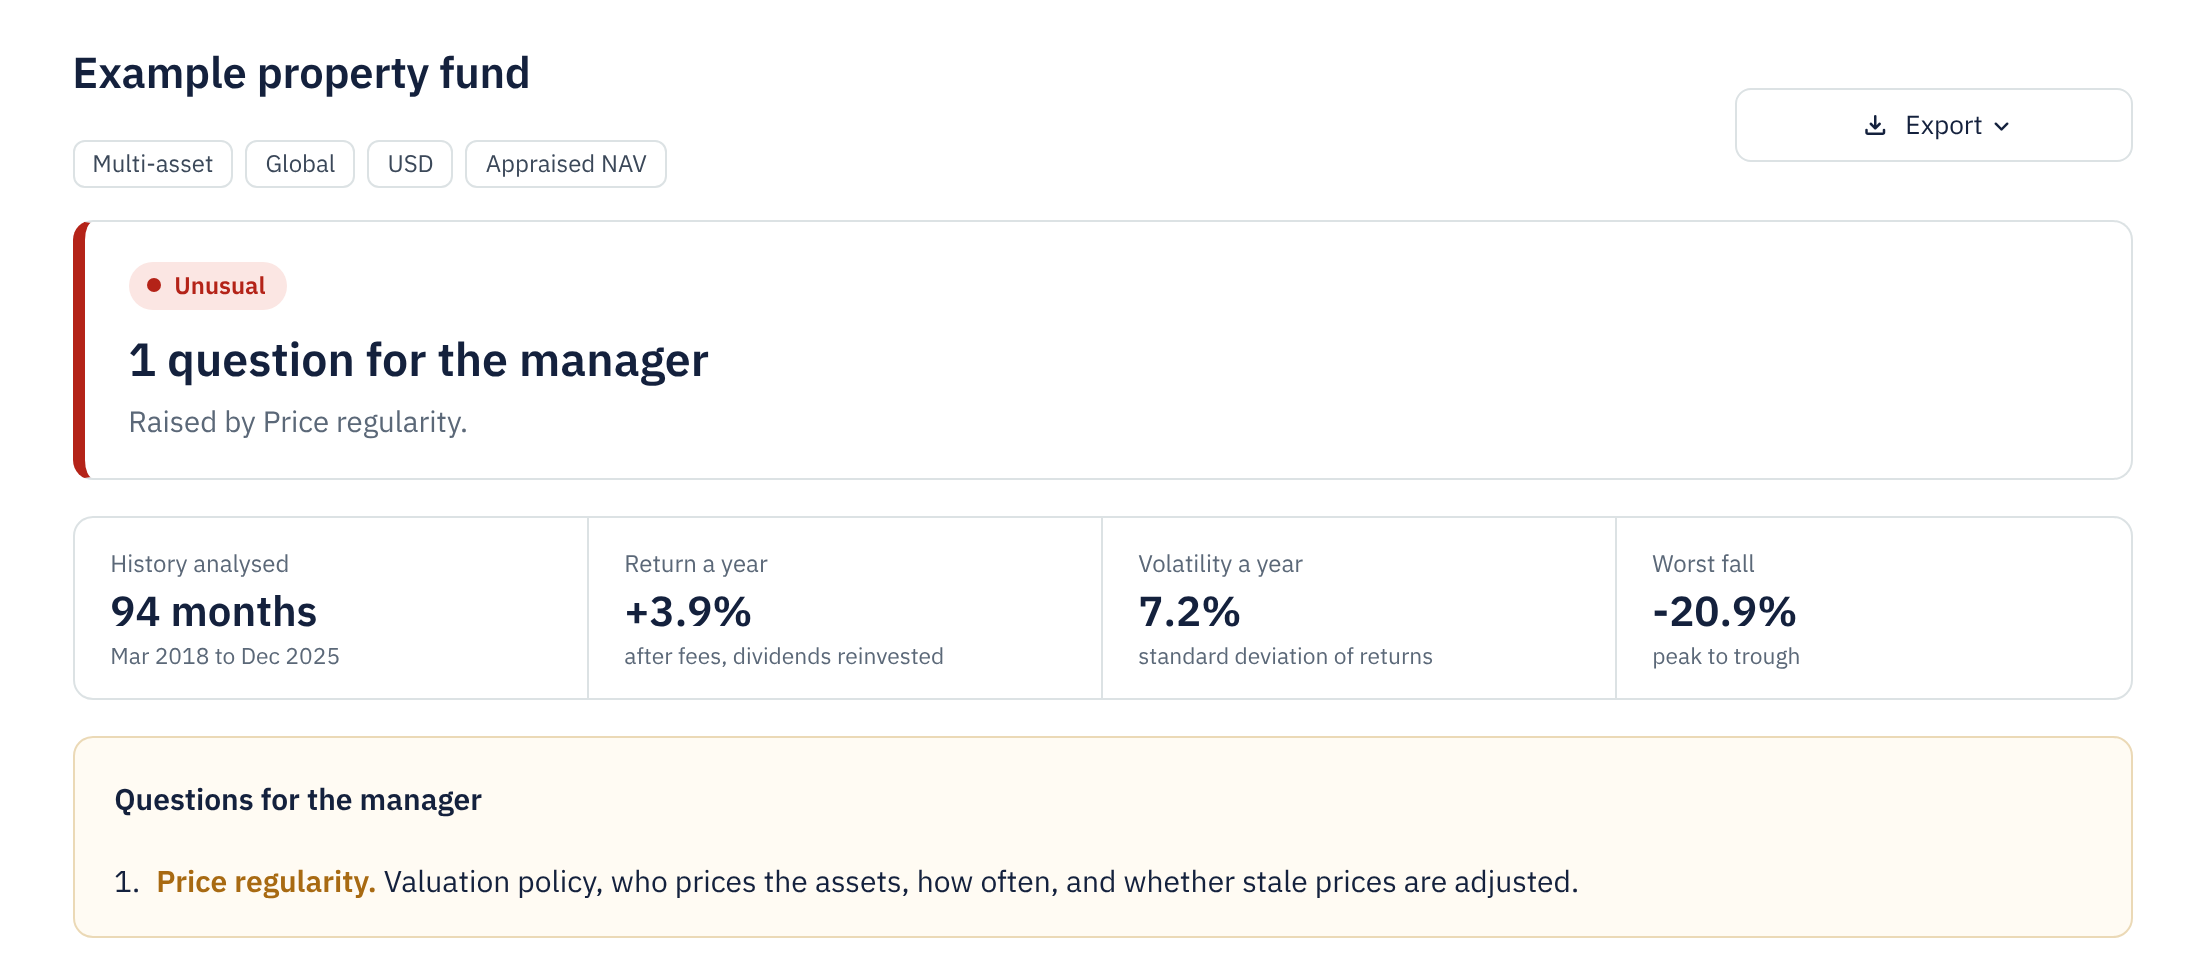 Example property fund
Export
Multi-asset
Global
USD
Appraised NAV
Unusual
1 question for the manager
Raised by Price regularity.
History analysed
94 months
Mar 2018 to Dec 2025
Return a year
+3.9%
after fees, dividends reinvested
Volatility a year
7.2%
standard deviation of returns
Worst fall
-20.9%
peak to trough
Questions for the manager
1. Price regularity. Valuation policy, who prices the assets, how often, and whether stale prices are adjusted.